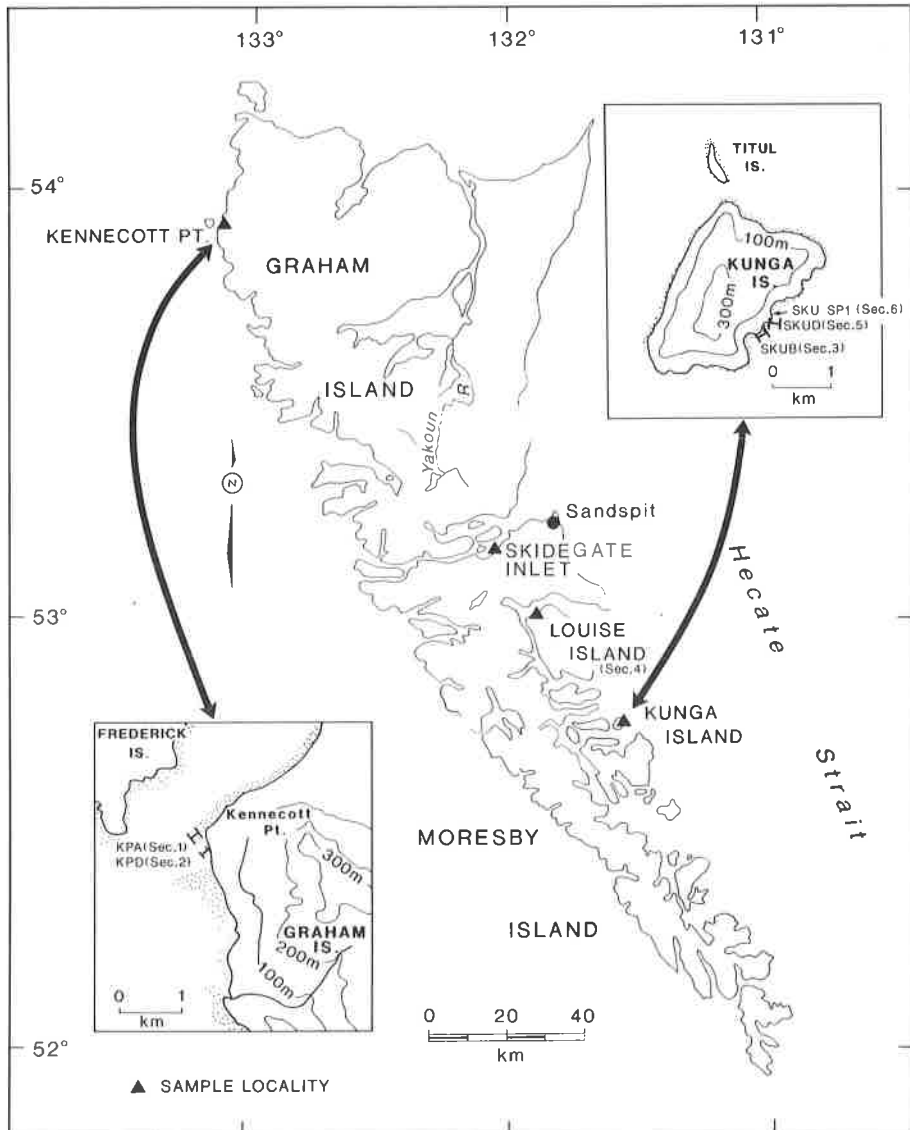 133°
132°
131°
54°
53°
52°
KENNECOTT PT.
GRAHAM
ISLAND
Yakoun R
N
Sandspit
SKIDEGATE
INLET
LOUISE
ISLAND
(Sec.4)
KUNGA
ISLAND
MORESBY
ISLAND
Hecate
Strait
TITUL
IS.
100m
KUNGA
IS.
300m
SKU SP1 (Sec.6)
SKUD(Sec.5)
SKUB(Sec.3)
0 1
km
FREDERICK
IS.
Kennecott
Pt.
KPA(Sec.1)
KPD(Sec.2)
300m
GRAHAM
IS.
200m
100m
0 1
km
0 20 40
km
▲ SAMPLE LOCALITY